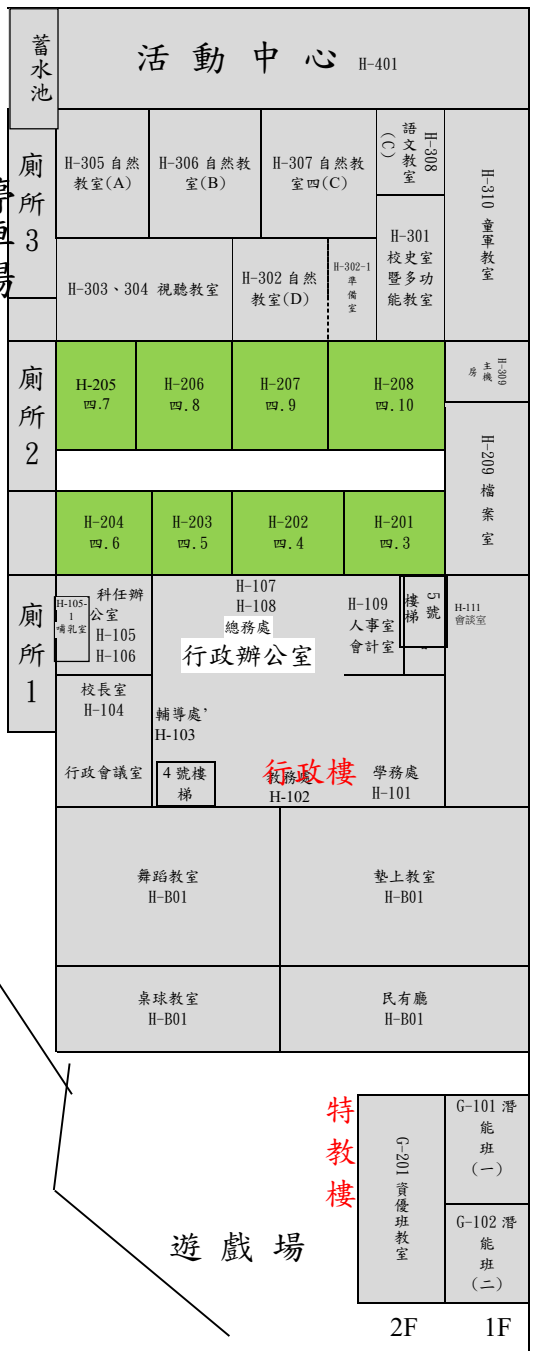 蓄水池
活動中心 H-401
停車場
廁所3
H-305 自然
教室(A)
H-306 自然教
室(B)
H-307 自然教
室四(C)
H-308
語文教室
(C)
H-310 童軍教室
H-301
校史室
暨多功
能教室
H-303、304 視聽教室
H-302 自然
教室(D)
H-302-1
準備室
廁所2
H-205
四.7
H-206
四.8
H-207
四.9
H-208
四.10
H-309
主機房
H-209 檔案室
H-204
四.6
H-203
四.5
H-202
四.4
H-201
四.3
廁所1
H-105-
1
哺乳室
科任辦
公室
H-105
H-106
H-107
H-108
總務處
行政辦公室
H-109
人事室
會計室
5號
樓梯
H-111
會談室
校長室
H-104
行政會議室
輔導處’
H-103
4 號樓
梯
行政樓
教務處
H-102
學務處
H-101
舞蹈教室
H-B01
墊上教室
H-B01
桌球教室
H-B01
民有廳
H-B01
特教樓
G-201 資優班教室
G-101 潛
能
班
(一)
G-102 潛
能
班
(二)
遊戲場
2F
1F